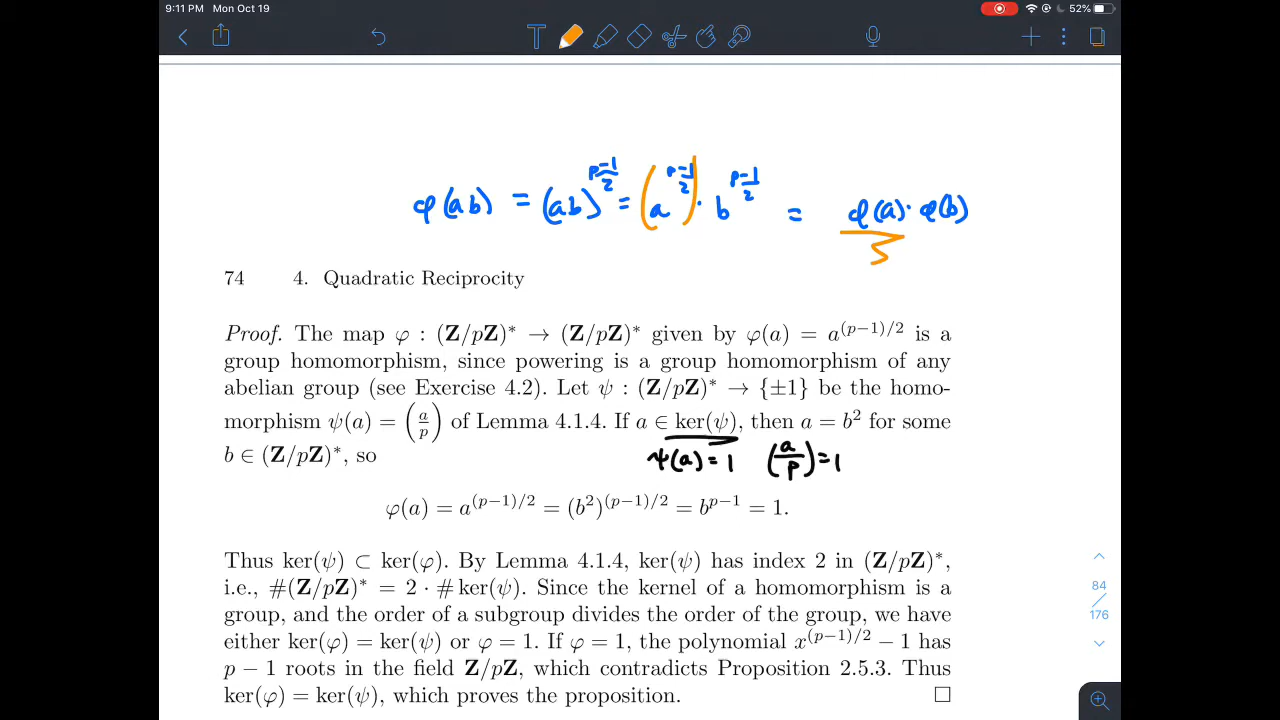 9:11 PM Mon Oct 19
52%
T
φ(ab) = (ab)^{\frac{p-1}{2}} = (a^{\frac{p-1}{2}}) · b^{\frac{p-1}{2}} = φ(a)·φ(b)
74 4. Quadratic Reciprocity
Proof. The map φ : (Z/pZ)* → (Z/pZ)* given by φ(a) = a^{(p−1)/2} is a
group homomorphism, since powering is a group homomorphism of any
abelian group (see Exercise 4.2). Let ψ : (Z/pZ)* → {±1} be the homo-
morphism ψ(a) = (\frac{a}{p}) of Lemma 4.1.4. If a ∈ ker(ψ), then a = b² for some
b ∈ (Z/pZ)*, so
ψ(a) = 1 (\frac{a}{p}) = 1
φ(a) = a^{(p−1)/2} = (b²)^{(p−1)/2} = b^{p−1} = 1.
Thus ker(ψ) ⊂ ker(φ). By Lemma 4.1.4, ker(ψ) has index 2 in (Z/pZ)*,
i.e., #(Z/pZ)* = 2 · # ker(ψ). Since the kernel of a homomorphism is a
group, and the order of a subgroup divides the order of the group, we have
either ker(φ) = ker(ψ) or φ = 1. If φ = 1, the polynomial x^{(p−1)/2} − 1 has
p − 1 roots in the field Z/pZ, which contradicts Proposition 2.5.3. Thus
ker(φ) = ker(ψ), which proves the proposition. □
84
176